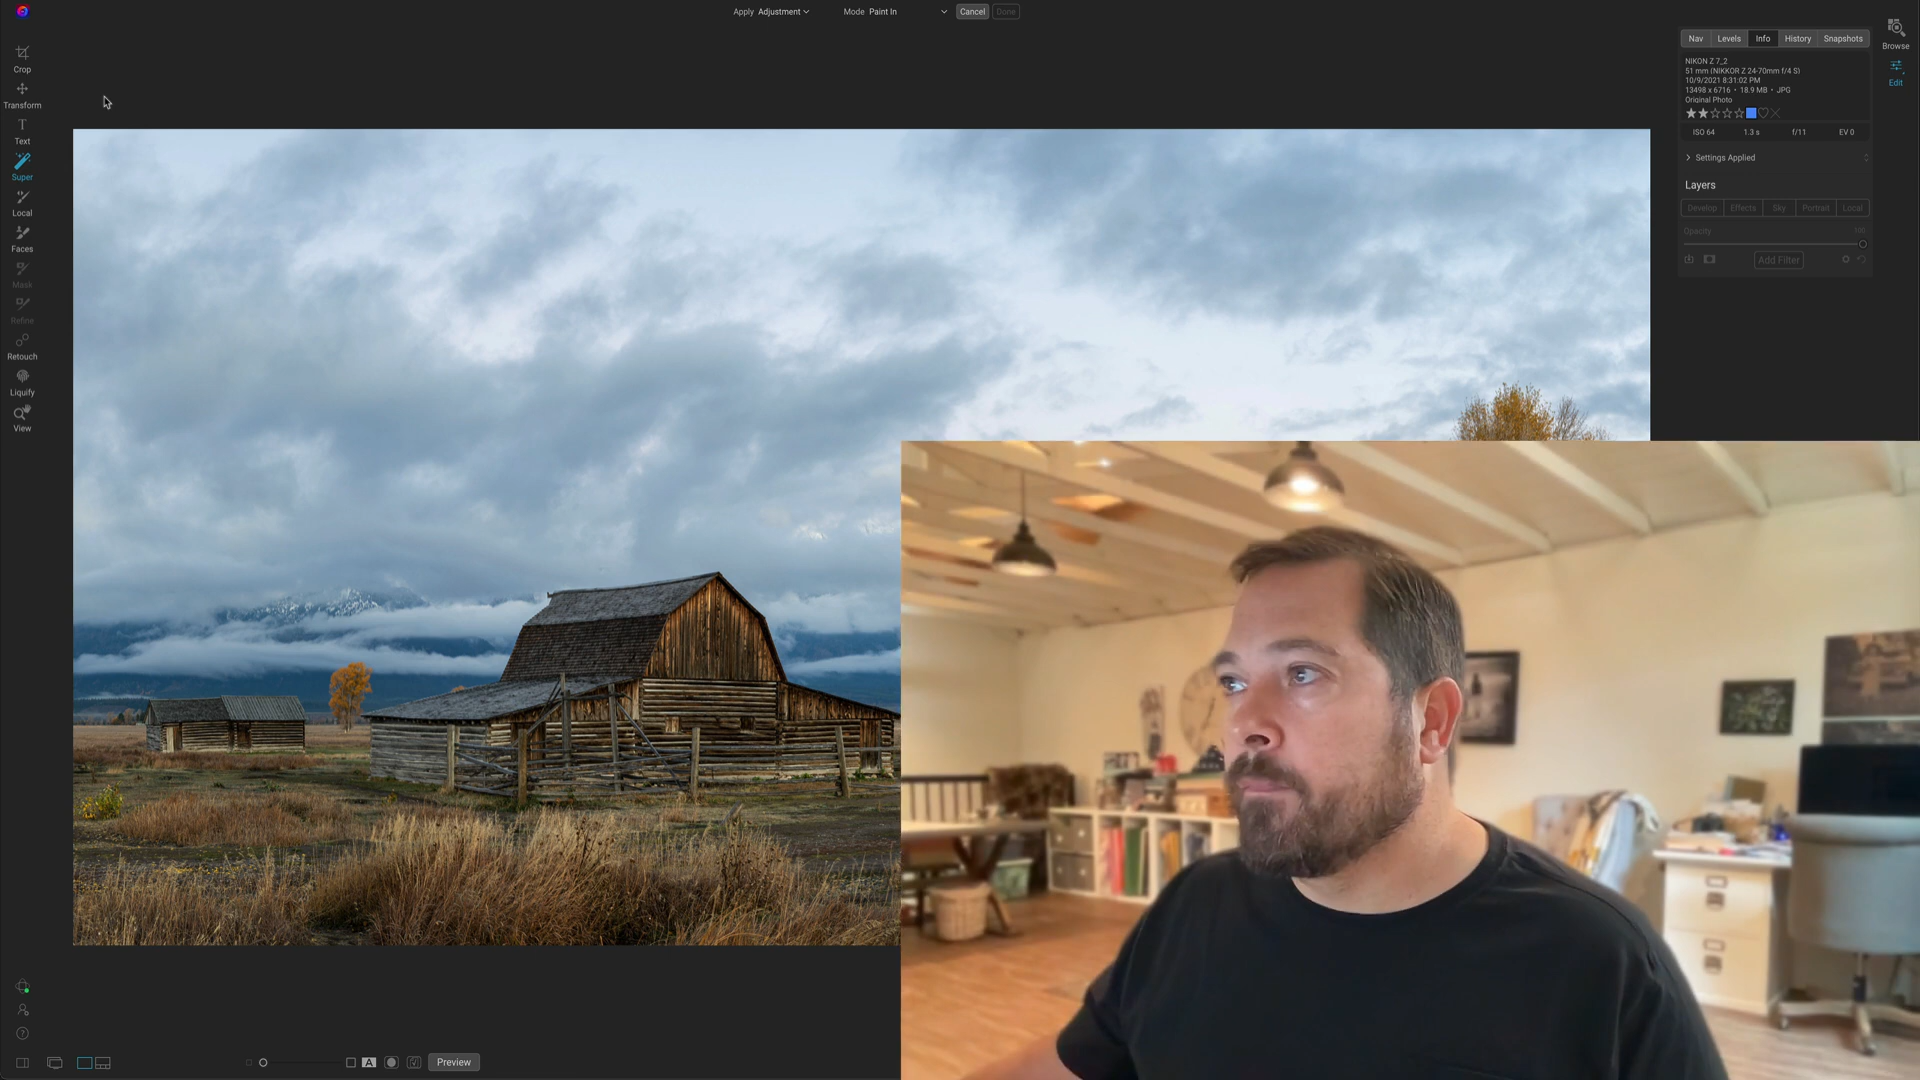 Apply Adjustment
Mode Paint In
Cancel
Done
Crop
Transform
Text
Super
Local
Faces
Mask
Refine
Retouch
Liquify
View
Nav Levels Info History Snapshots
NIKON Z 7_2
51 mm (NIKKOR Z 24-70mm f/4 S)
10/9/2021 8:31:02 PM
13498 x 6716 • 18.9 MB • JPG
Original Photo
ISO 64 1.3 s f/11 EV 0
Settings Applied
Layers
Develop Effects Sky Portrait Local
Opacity 100
Add Filter
Browse
Edit
A
Preview